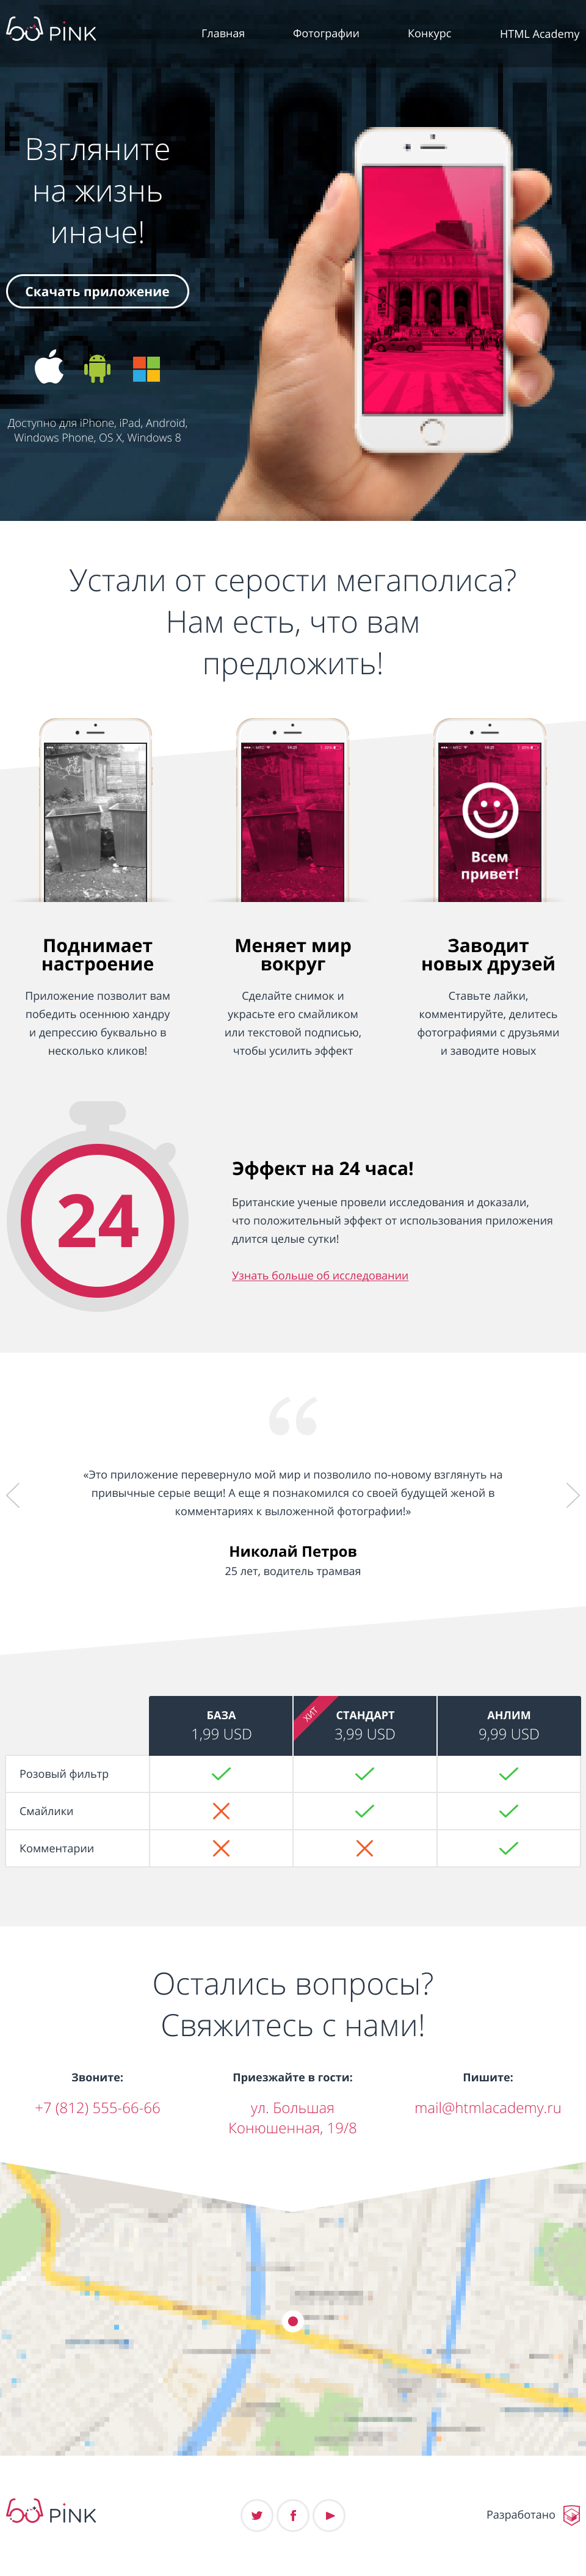 PINK
Главная
Фотографии
Конкурс
HTML Academy
Взгляните
на жизнь
иначе!
Скачать приложение
Доступно для iPhone, iPad, Android,
Windows Phone, OS X, Windows 8
Устали от серости мегаполиса?
Нам есть, что вам
предложить!
Всем
привет!
Поднимает
настроение
Приложение позволит вам
победить осеннюю хандру
и депрессию буквально в
несколько кликов!
Меняет мир
вокруг
Сделайте снимок и
украсьте его смайликом
или текстовой подписью,
чтобы усилить эффект
Заводит
новых друзей
Ставьте лайки,
комментируйте, делитесь
фотографиями с друзьями
и заводите новых
24
Эффект на 24 часа!
Британские ученые провели исследования и доказали,
что положительный эффект от использования приложения
длится целые сутки!
Узнать больше об исследовании
«Это приложение перевернуло мой мир и позволило по-новому взглянуть на
привычные серые вещи! А еще я познакомился со своей будущей женой в
комментариях к выложенной фотографии!»
Николай Петров
25 лет, водитель трамвая
БАЗА
1,99 USD
ХИТ
СТАНДАРТ
3,99 USD
АНЛИМ
9,99 USD
Розовый фильтр
Смайлики
Комментарии
Остались вопросы?
Свяжитесь с нами!
Звоните:
+7 (812) 555-66-66
Приезжайте в гости:
ул. Большая
Конюшенная, 19/8
Пишите:
mail@htmlacademy.ru
PINK
Разработано